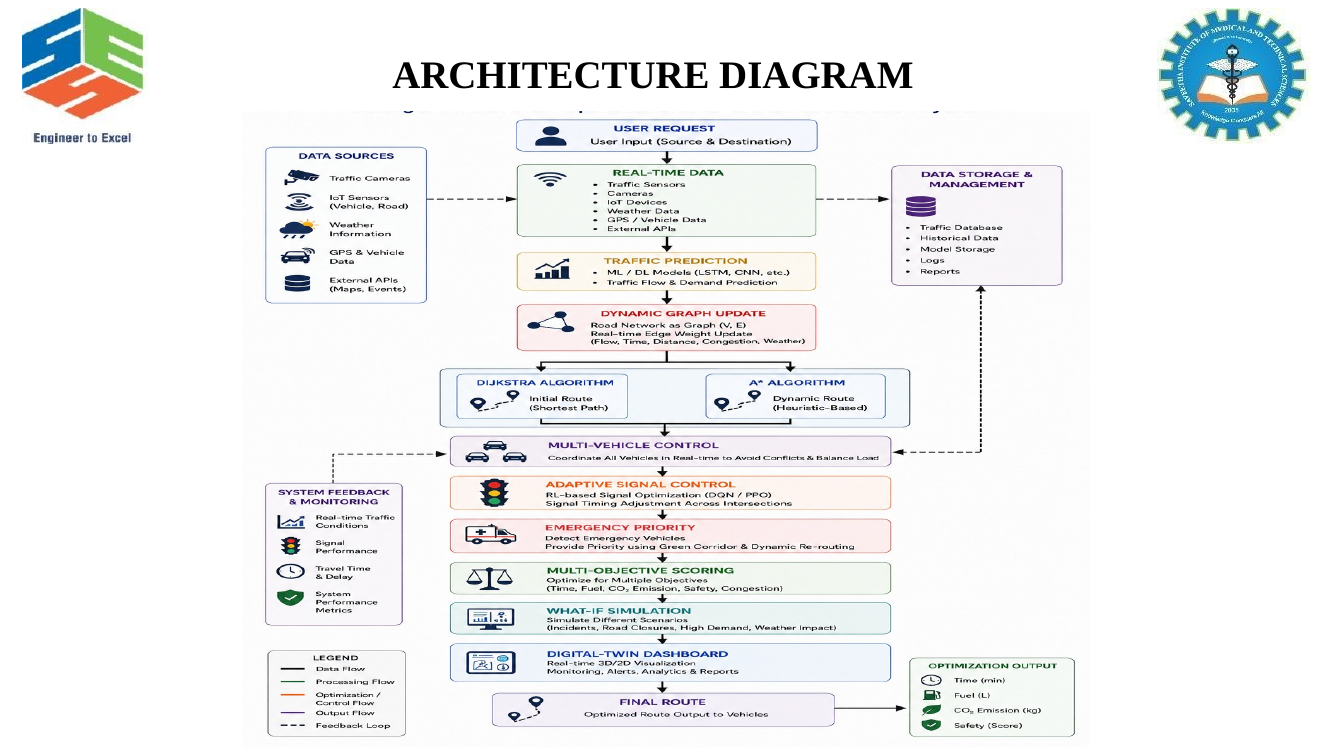 Engineer to Excel
ARCHITECTURE DIAGRAM
SAVEETHA INSTITUTE OF MEDICAL AND TECHNICAL SCIENCES
2005
USER REQUEST
User Input (Source & Destination)
DATA SOURCES
Traffic Cameras
IoT Sensors
(Vehicle, Road)
Weather
Information
GPS & Vehicle
Data
External APIs
(Maps, Events)
REAL-TIME DATA
• Traffic Sensors
• Cameras
• IoT Devices
• Weather Data
• GPS / Vehicle Data
• External APIs
DATA STORAGE &
MANAGEMENT
• Traffic Database
• Historical Data
• Model Storage
• Logs
• Reports
TRAFFIC PREDICTION
• ML / DL Models (LSTM, CNN, etc.)
• Traffic Flow & Demand Prediction
DYNAMIC GRAPH UPDATE
Road Network as Graph (V, E)
Real-time Edge Weight Update
(Flow, Time, Distance, Congestion, Weather)
DIJKSTRA ALGORITHM
Initial Route
(Shortest Path)
A* ALGORITHM
Dynamic Route
(Heuristic-Based)
MULTI-VEHICLE CONTROL
Coordinate All Vehicles in Real-time to Avoid Conflicts & Balance Load
ADAPTIVE SIGNAL CONTROL
RL-based Signal Optimization (DQN / PPO)
Signal Timing Adjustment Across Intersections
EMERGENCY PRIORITY
Detect Emergency Vehicles
Provide Priority using Green Corridor & Dynamic Re-routing
MULTI-OBJECTIVE SCORING
Optimize for Multiple Objectives
(Time, Fuel, CO₂ Emission, Safety, Congestion)
WHAT-IF SIMULATION
Simulate Different Scenarios
(Incidents, Road Closures, High Demand, Weather Impact)
DIGITAL-TWIN DASHBOARD
Real-time 3D/2D Visualization
Monitoring, Alerts, Analytics & Reports
FINAL ROUTE
Optimized Route Output to Vehicles
SYSTEM FEEDBACK
& MONITORING
Real-time Traffic
Conditions
Signal
Performance
Travel Time
& Delay
System
Performance
Metrics
LEGEND
Data Flow
Processing Flow
Optimization /
Control Flow
Output Flow
Feedback Loop
OPTIMIZATION OUTPUT
Time (min)
Fuel (L)
CO₂ Emission (kg)
Safety (Score)